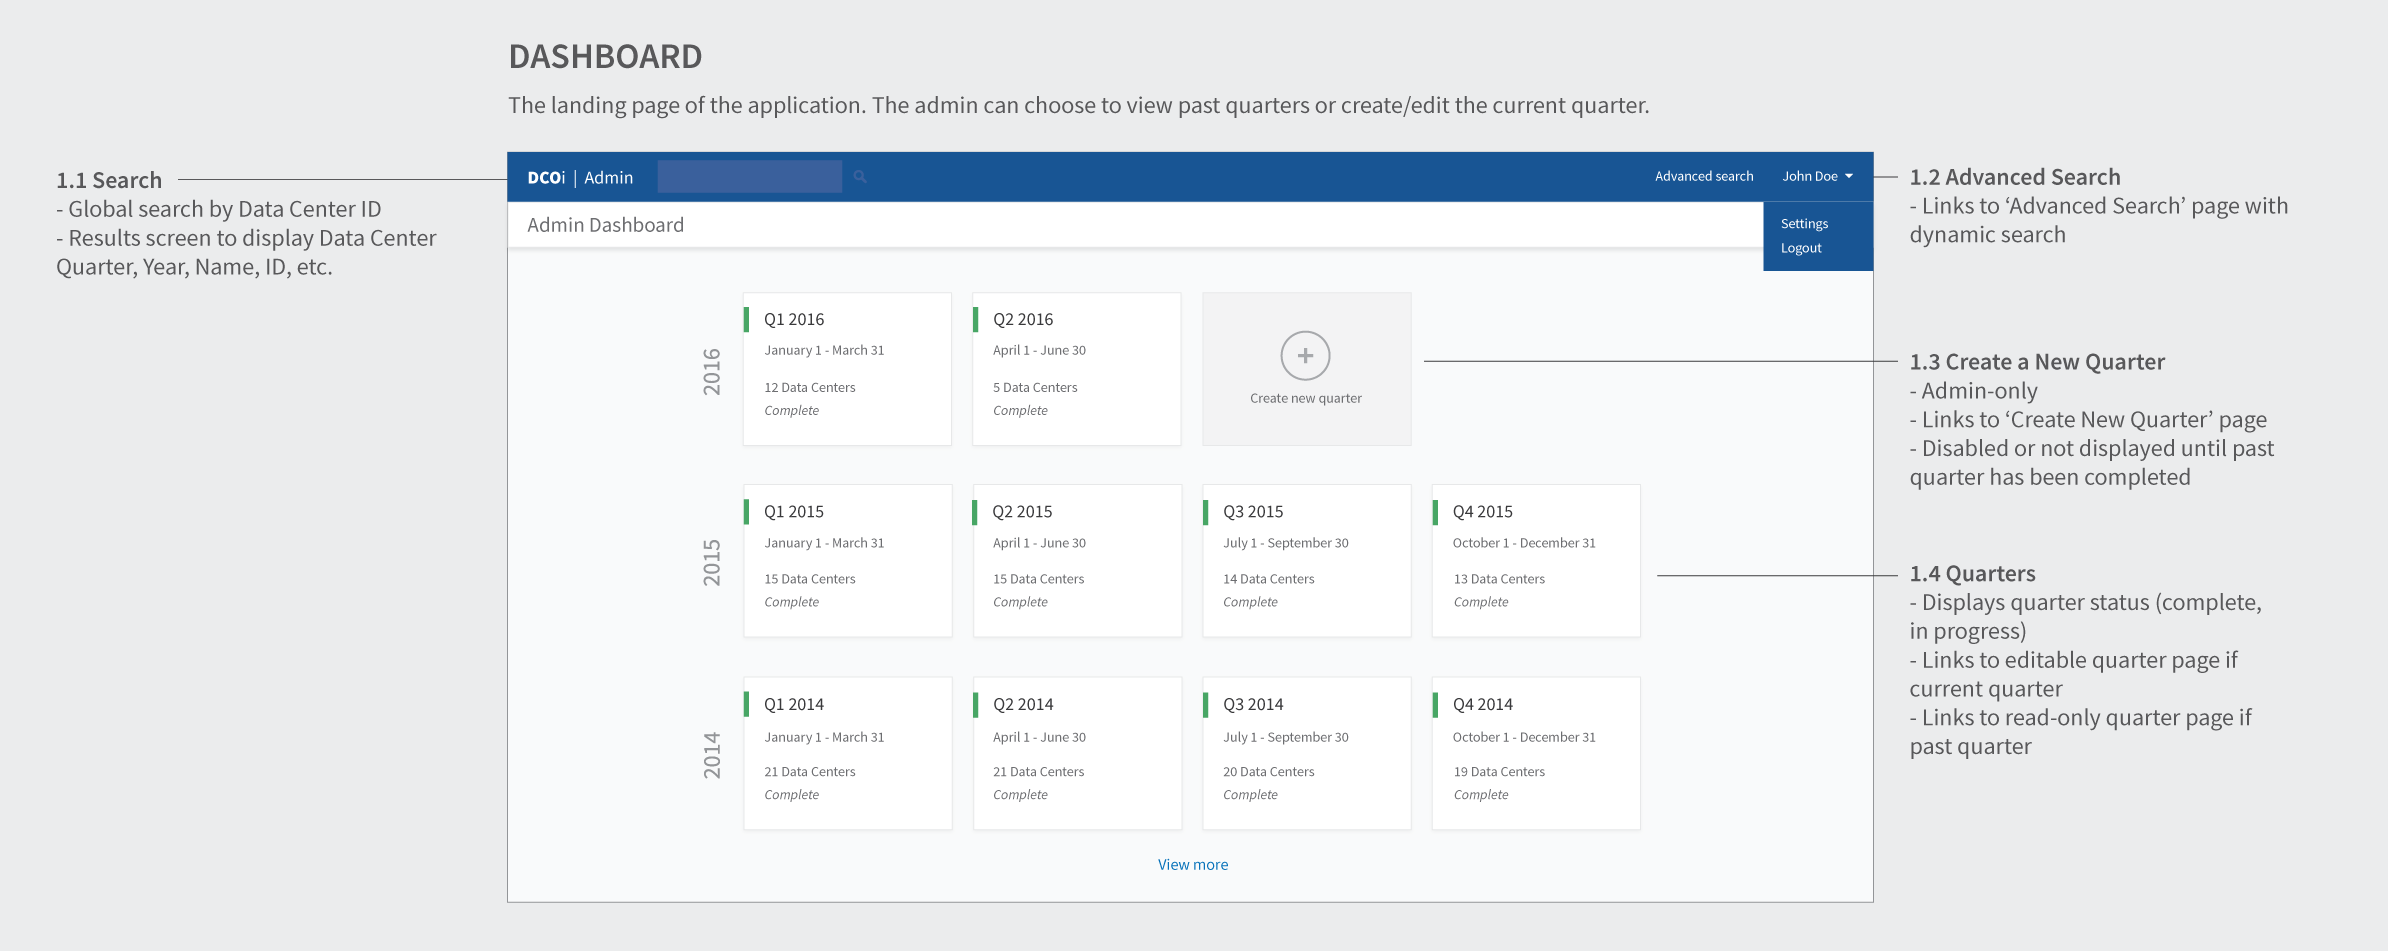 DASHBOARD
The landing page of the application. The admin can choose to view past quarters or create/edit the current quarter.
1.1 Search
- Global search by Data Center ID
- Results screen to display Data Center
Quarter, Year, Name, ID, etc.
DCOi | Admin
Advanced search
John Doe
Settings
Logout
Admin Dashboard
2016
Q1 2016
January 1 - March 31
12 Data Centers
Complete
Q2 2016
April 1 - June 30
5 Data Centers
Complete
Create new quarter
2015
Q1 2015
January 1 - March 31
15 Data Centers
Complete
Q2 2015
April 1 - June 30
15 Data Centers
Complete
Q3 2015
July 1 - September 30
14 Data Centers
Complete
Q4 2015
October 1 - December 31
13 Data Centers
Complete
2014
Q1 2014
January 1 - March 31
21 Data Centers
Complete
Q2 2014
April 1 - June 30
21 Data Centers
Complete
Q3 2014
July 1 - September 30
20 Data Centers
Complete
Q4 2014
October 1 - December 31
19 Data Centers
Complete
View more
1.2 Advanced Search
- Links to ‘Advanced Search’ page with
dynamic search
1.3 Create a New Quarter
- Admin-only
- Links to ‘Create New Quarter’ page
- Disabled or not displayed until past
quarter has been completed
1.4 Quarters
- Displays quarter status (complete,
in progress)
- Links to editable quarter page if
current quarter
- Links to read-only quarter page if
past quarter